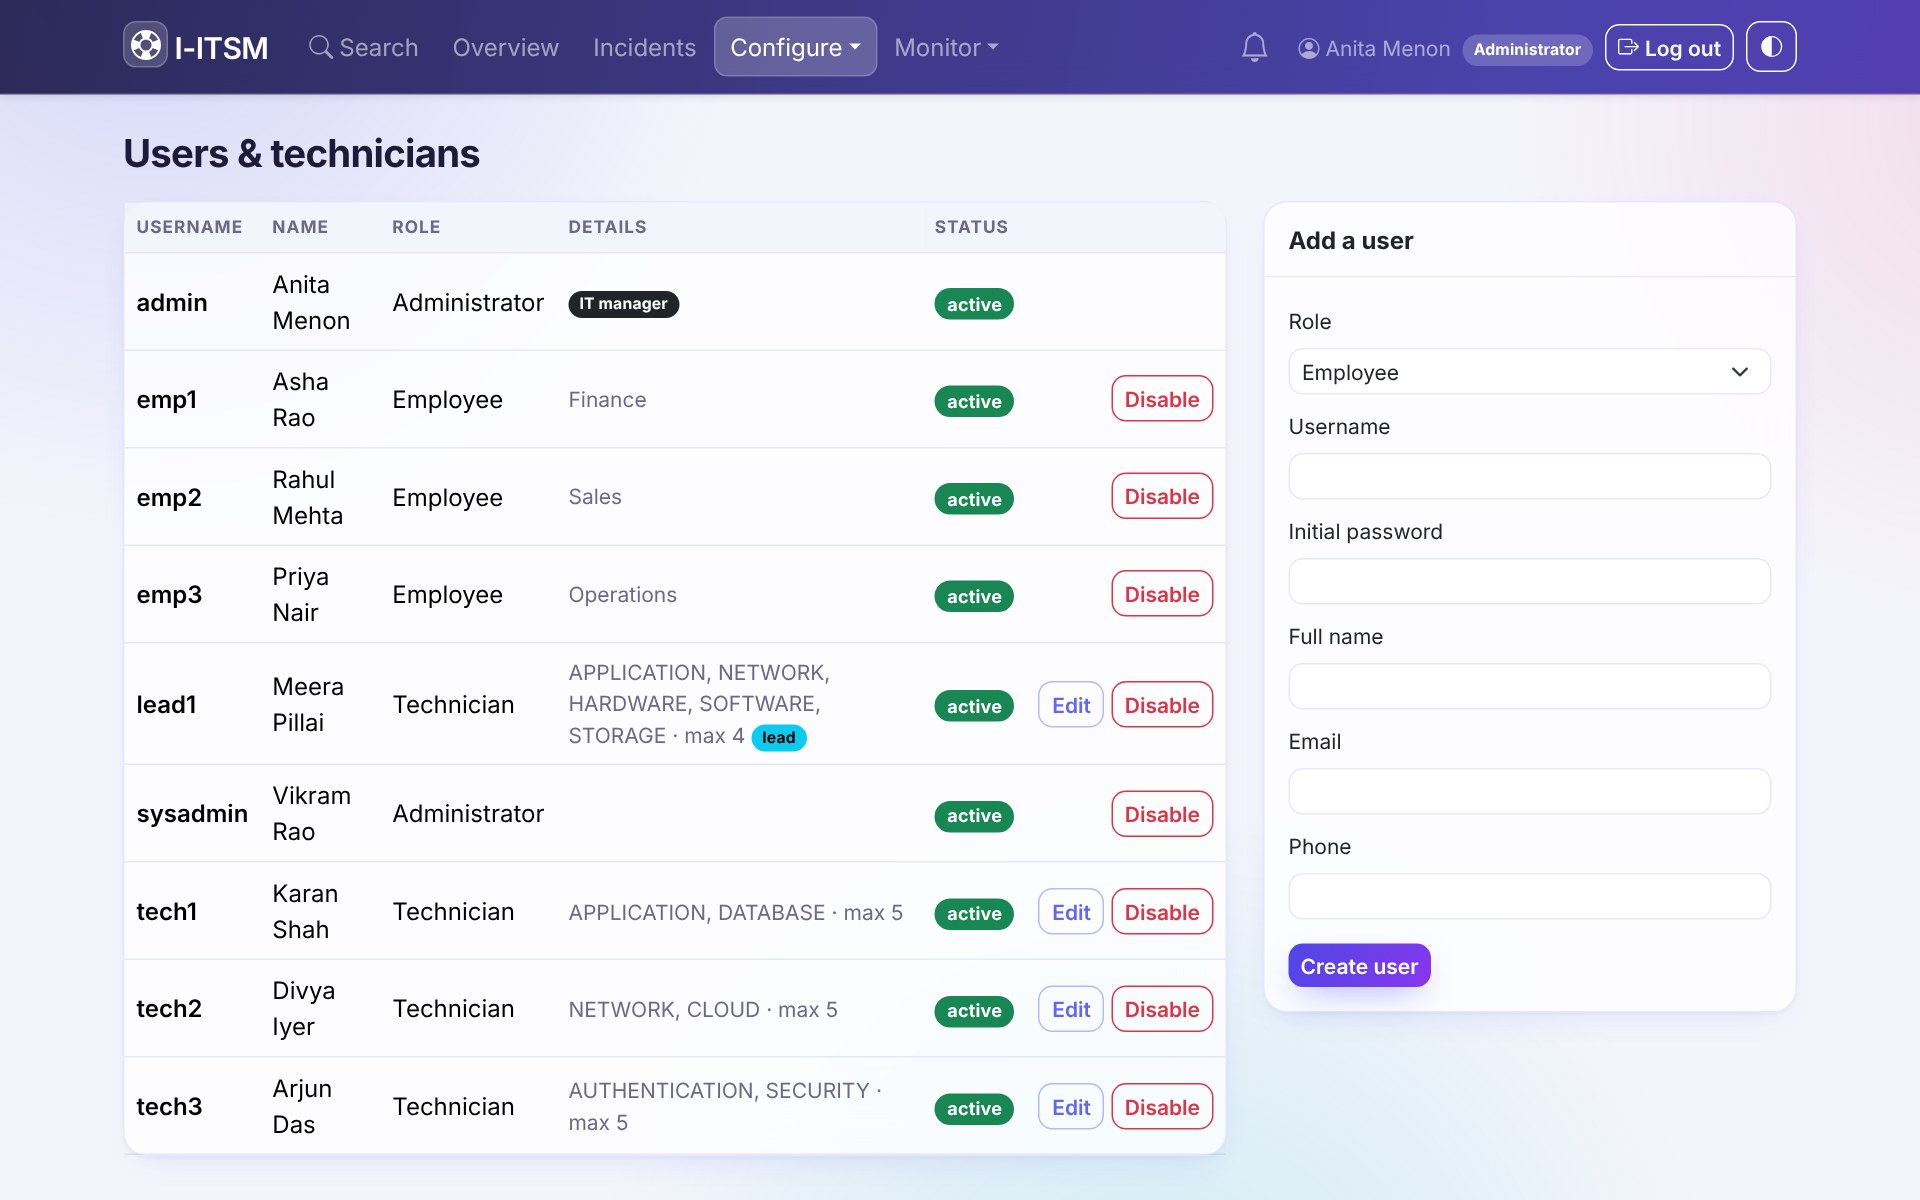 I-ITSM Search Overview Incidents Configure Monitor Anita Menon Administrator Log out
Users & technicians
USERNAME NAME ROLE DETAILS STATUS
admin Anita Menon Administrator IT manager active
emp1 Asha Rao Employee Finance active Disable
emp2 Rahul Mehta Employee Sales active Disable
emp3 Priya Nair Employee Operations active Disable
lead1 Meera Pillai Technician APPLICATION, NETWORK, HARDWARE, SOFTWARE, STORAGE · max 4 lead active Edit Disable
sysadmin Vikram Rao Administrator active Disable
tech1 Karan Shah Technician APPLICATION, DATABASE · max 5 active Edit Disable
tech2 Divya Iyer Technician NETWORK, CLOUD · max 5 active Edit Disable
tech3 Arjun Das Technician AUTHENTICATION, SECURITY · max 5 active Edit Disable
Add a user
Role
Employee
Username
Initial password
Full name
Email
Phone
Create user